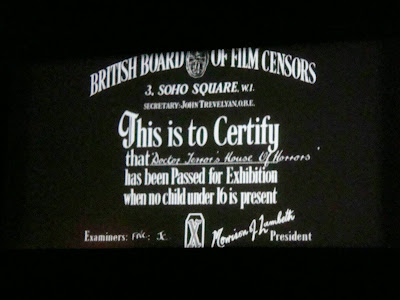 BRITISH BOARD OF FILM CENSORS
3, SOHO SQUARE, W.1.
SECRETARY: JOHN TREVELYAN, O.B.E.
This is to Certify
that 'Doctor Terror's House Of Horrors'
has been Passed for Exhibition
when no child under 16 is present
X
Examiners:
Morrison of Lambeth
President